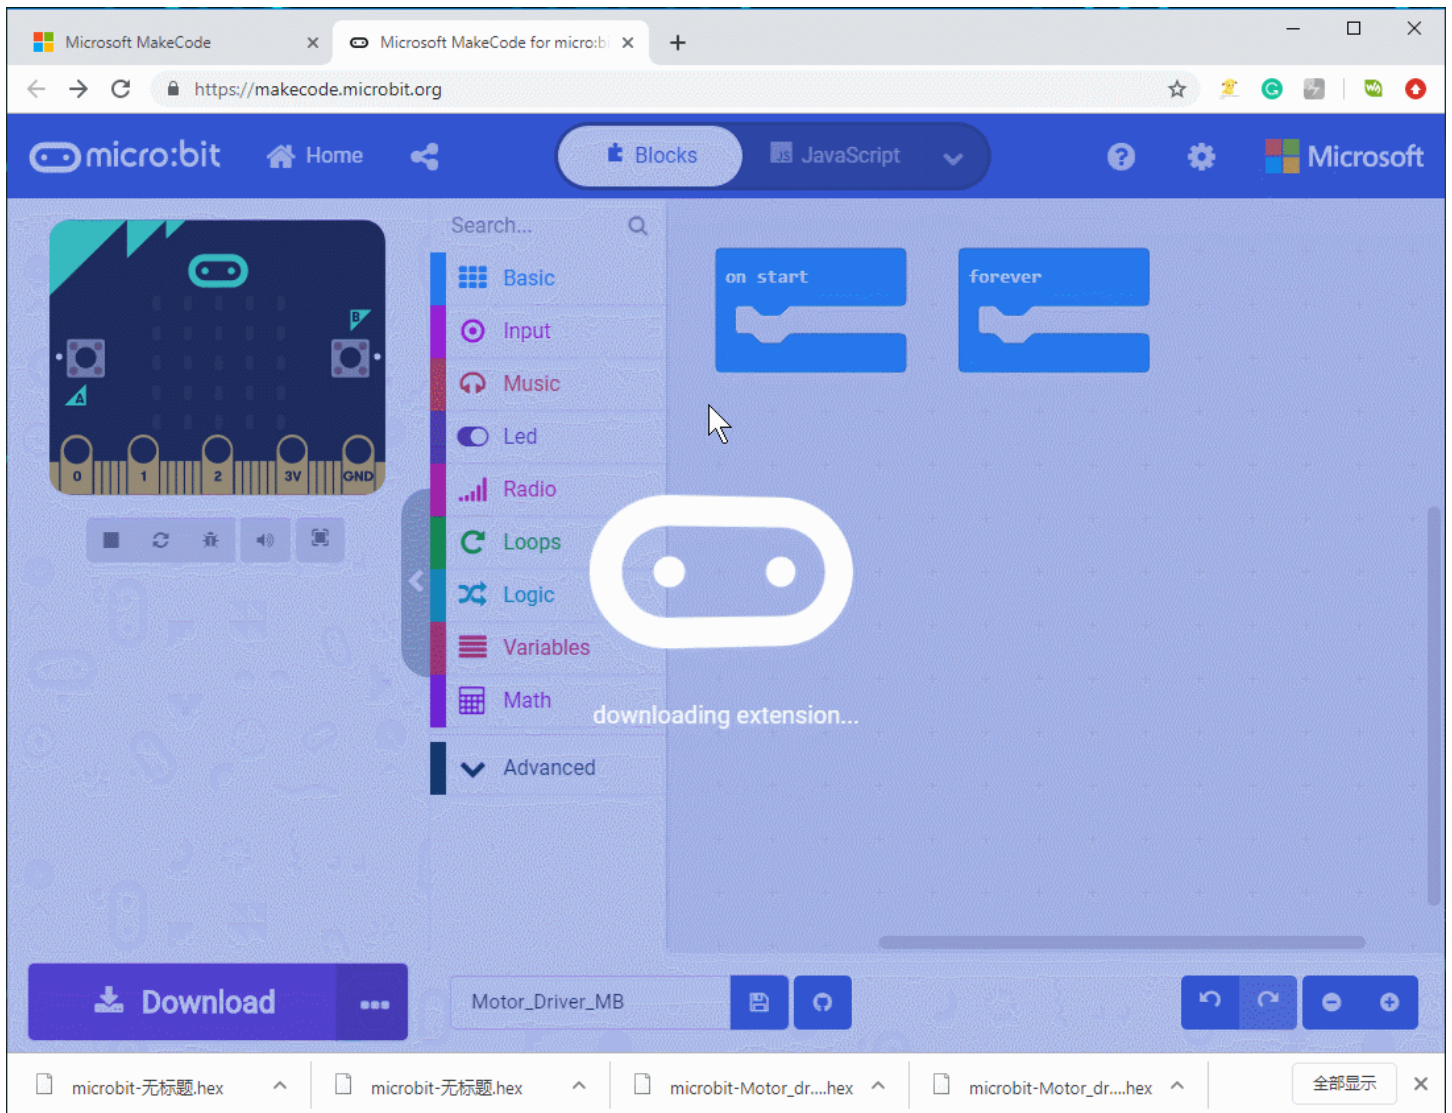 Microsoft MakeCode
Microsoft MakeCode for micro:bi
https://makecode.microbit.org
micro:bit
Home
Blocks
JS JavaScript
Microsoft
Search...
Basic
Input
Music
Led
Radio
Loops
Logic
Variables
Math
Advanced
B
A
0 1 2 3V GND
on start
forever
downloading extension...
Download
Motor_Driver_MB
microbit-无标题.hex
microbit-无标题.hex
microbit-Motor_dr....hex
microbit-Motor_dr....hex
全部显示